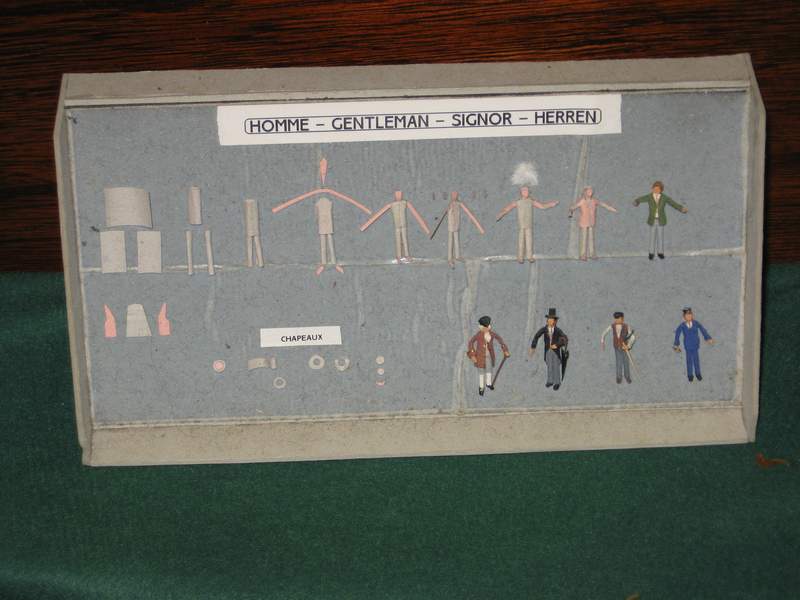 HOMME – GENTLEMAN – SIGNOR – HERREN
CHAPEAUX